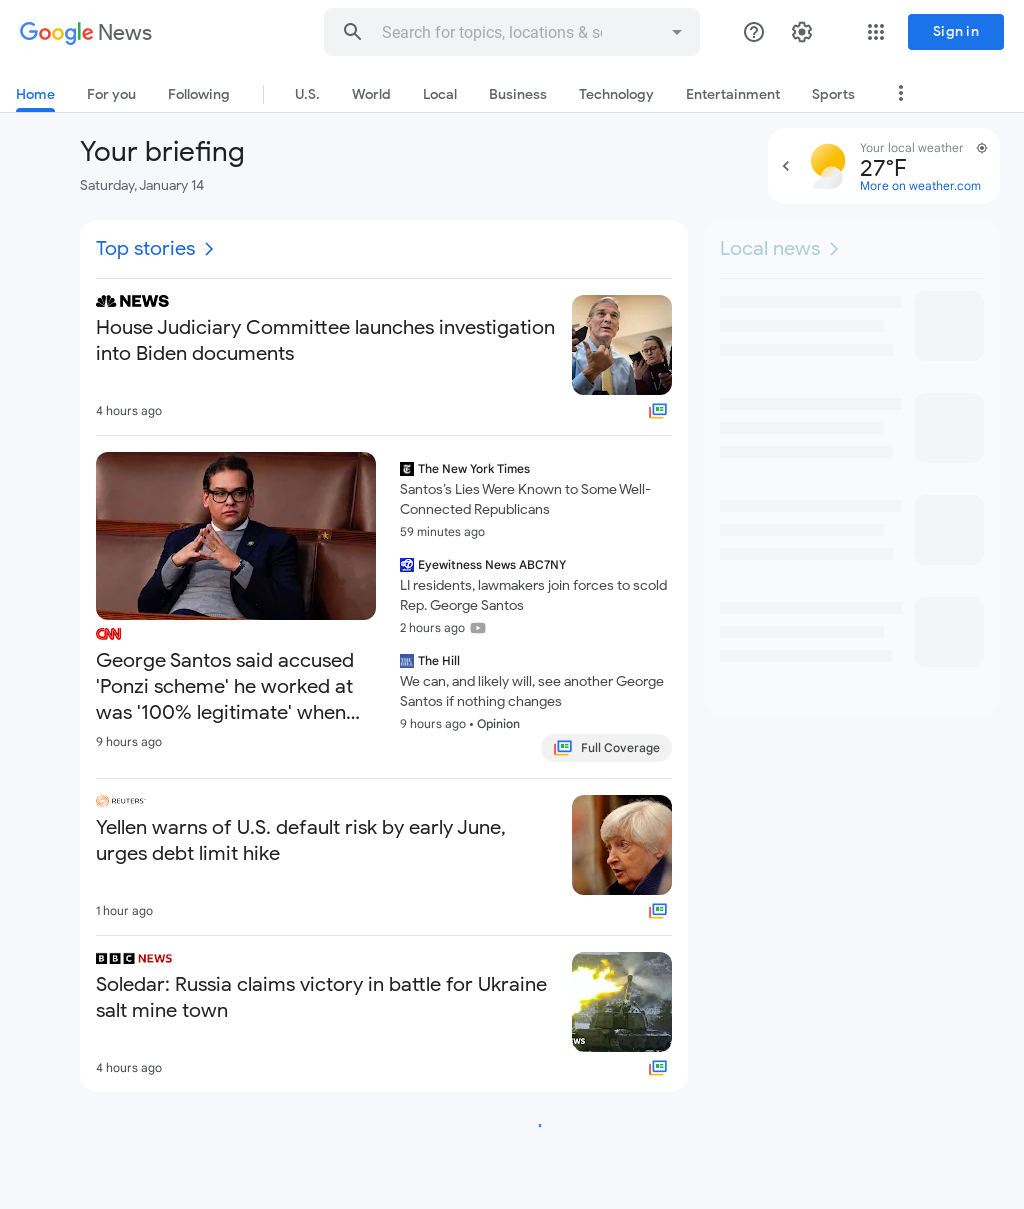 Google News
Search for topics, locations & so
Sign in
Home
For you
Following
U.S.
World
Local
Business
Technology
Entertainment
Sports
Your briefing
Saturday, January 14
Your local weather
27°F
More on weather.com
Top stories
NEWS
House Judiciary Committee launches investigation
into Biden documents
4 hours ago
CNN
George Santos said accused
'Ponzi scheme' he worked at
was '100% legitimate' when...
9 hours ago
The New York Times
Santos's Lies Were Known to Some Well-
Connected Republicans
59 minutes ago
Eyewitness News ABC7NY
LI residents, lawmakers join forces to scold
Rep. George Santos
2 hours ago
The Hill
We can, and likely will, see another George
Santos if nothing changes
9 hours ago • Opinion
Full Coverage
REUTERS
Yellen warns of U.S. default risk by early June,
urges debt limit hike
1 hour ago
BBC NEWS
Soledar: Russia claims victory in battle for Ukraine
salt mine town
4 hours ago
Local news